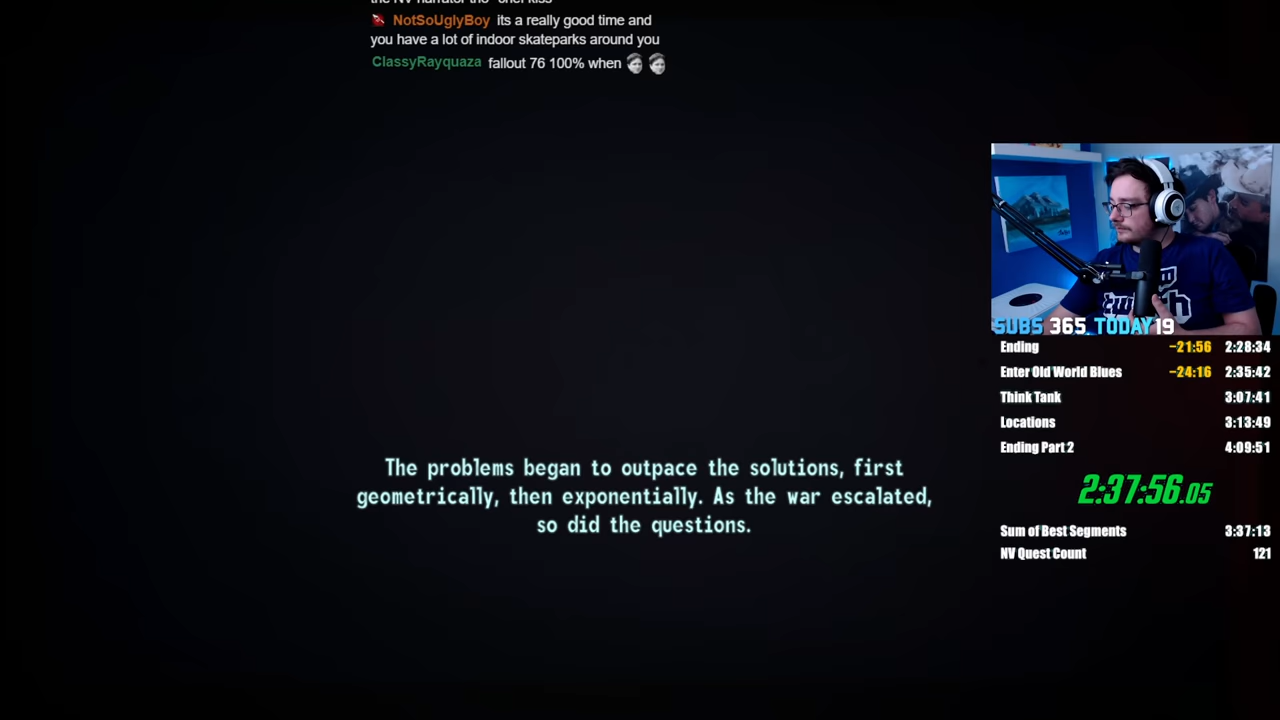 NotSoUglyBoy its a really good time and
you have a lot of indoor skateparks around you
ClassyRayquaza fallout 76 100% when
twitch
SUBS 365 TODAY 19
Ending -21:56 2:28:34
Enter Old World Blues -24:16 2:35:42
Think Tank 3:07:41
Locations 3:13:49
Ending Part 2 4:09:51
2:37:56.05
Sum of Best Segments 3:37:13
NV Quest Count 121
The problems began to outpace the solutions, first
geometrically, then exponentially. As the war escalated,
so did the questions.